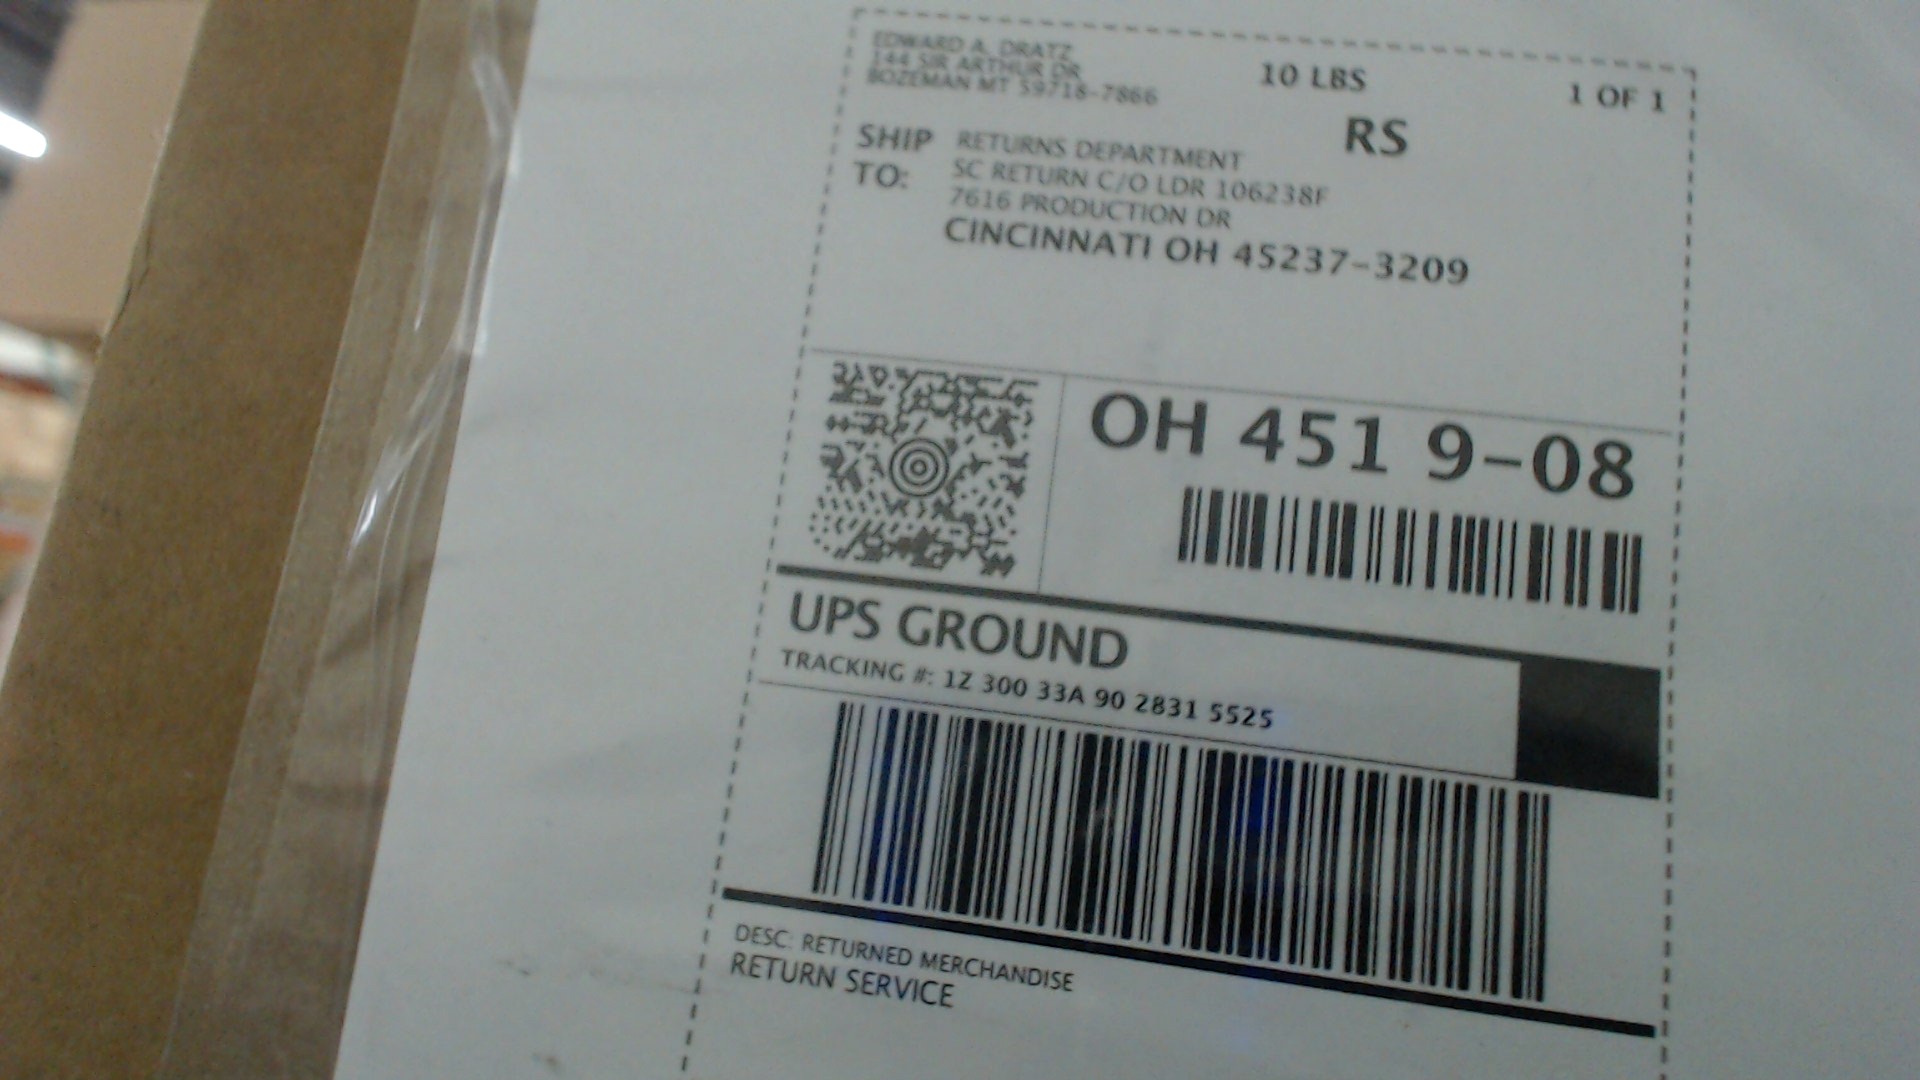 EDWARD A. DRATZ
144 SIR ARTHUR DR
BOZEMAN MT 59718-7866
10 LBS
1 OF 1
RS
SHIP TO:
RETURNS DEPARTMENT
SC RETURN C/O LDR 106238F
7616 PRODUCTION DR
CINCINNATI OH 45237-3209
OH 451 9-08
UPS GROUND
TRACKING #: 1Z 300 33A 90 2831 5525
DESC: RETURNED MERCHANDISE
RETURN SERVICE